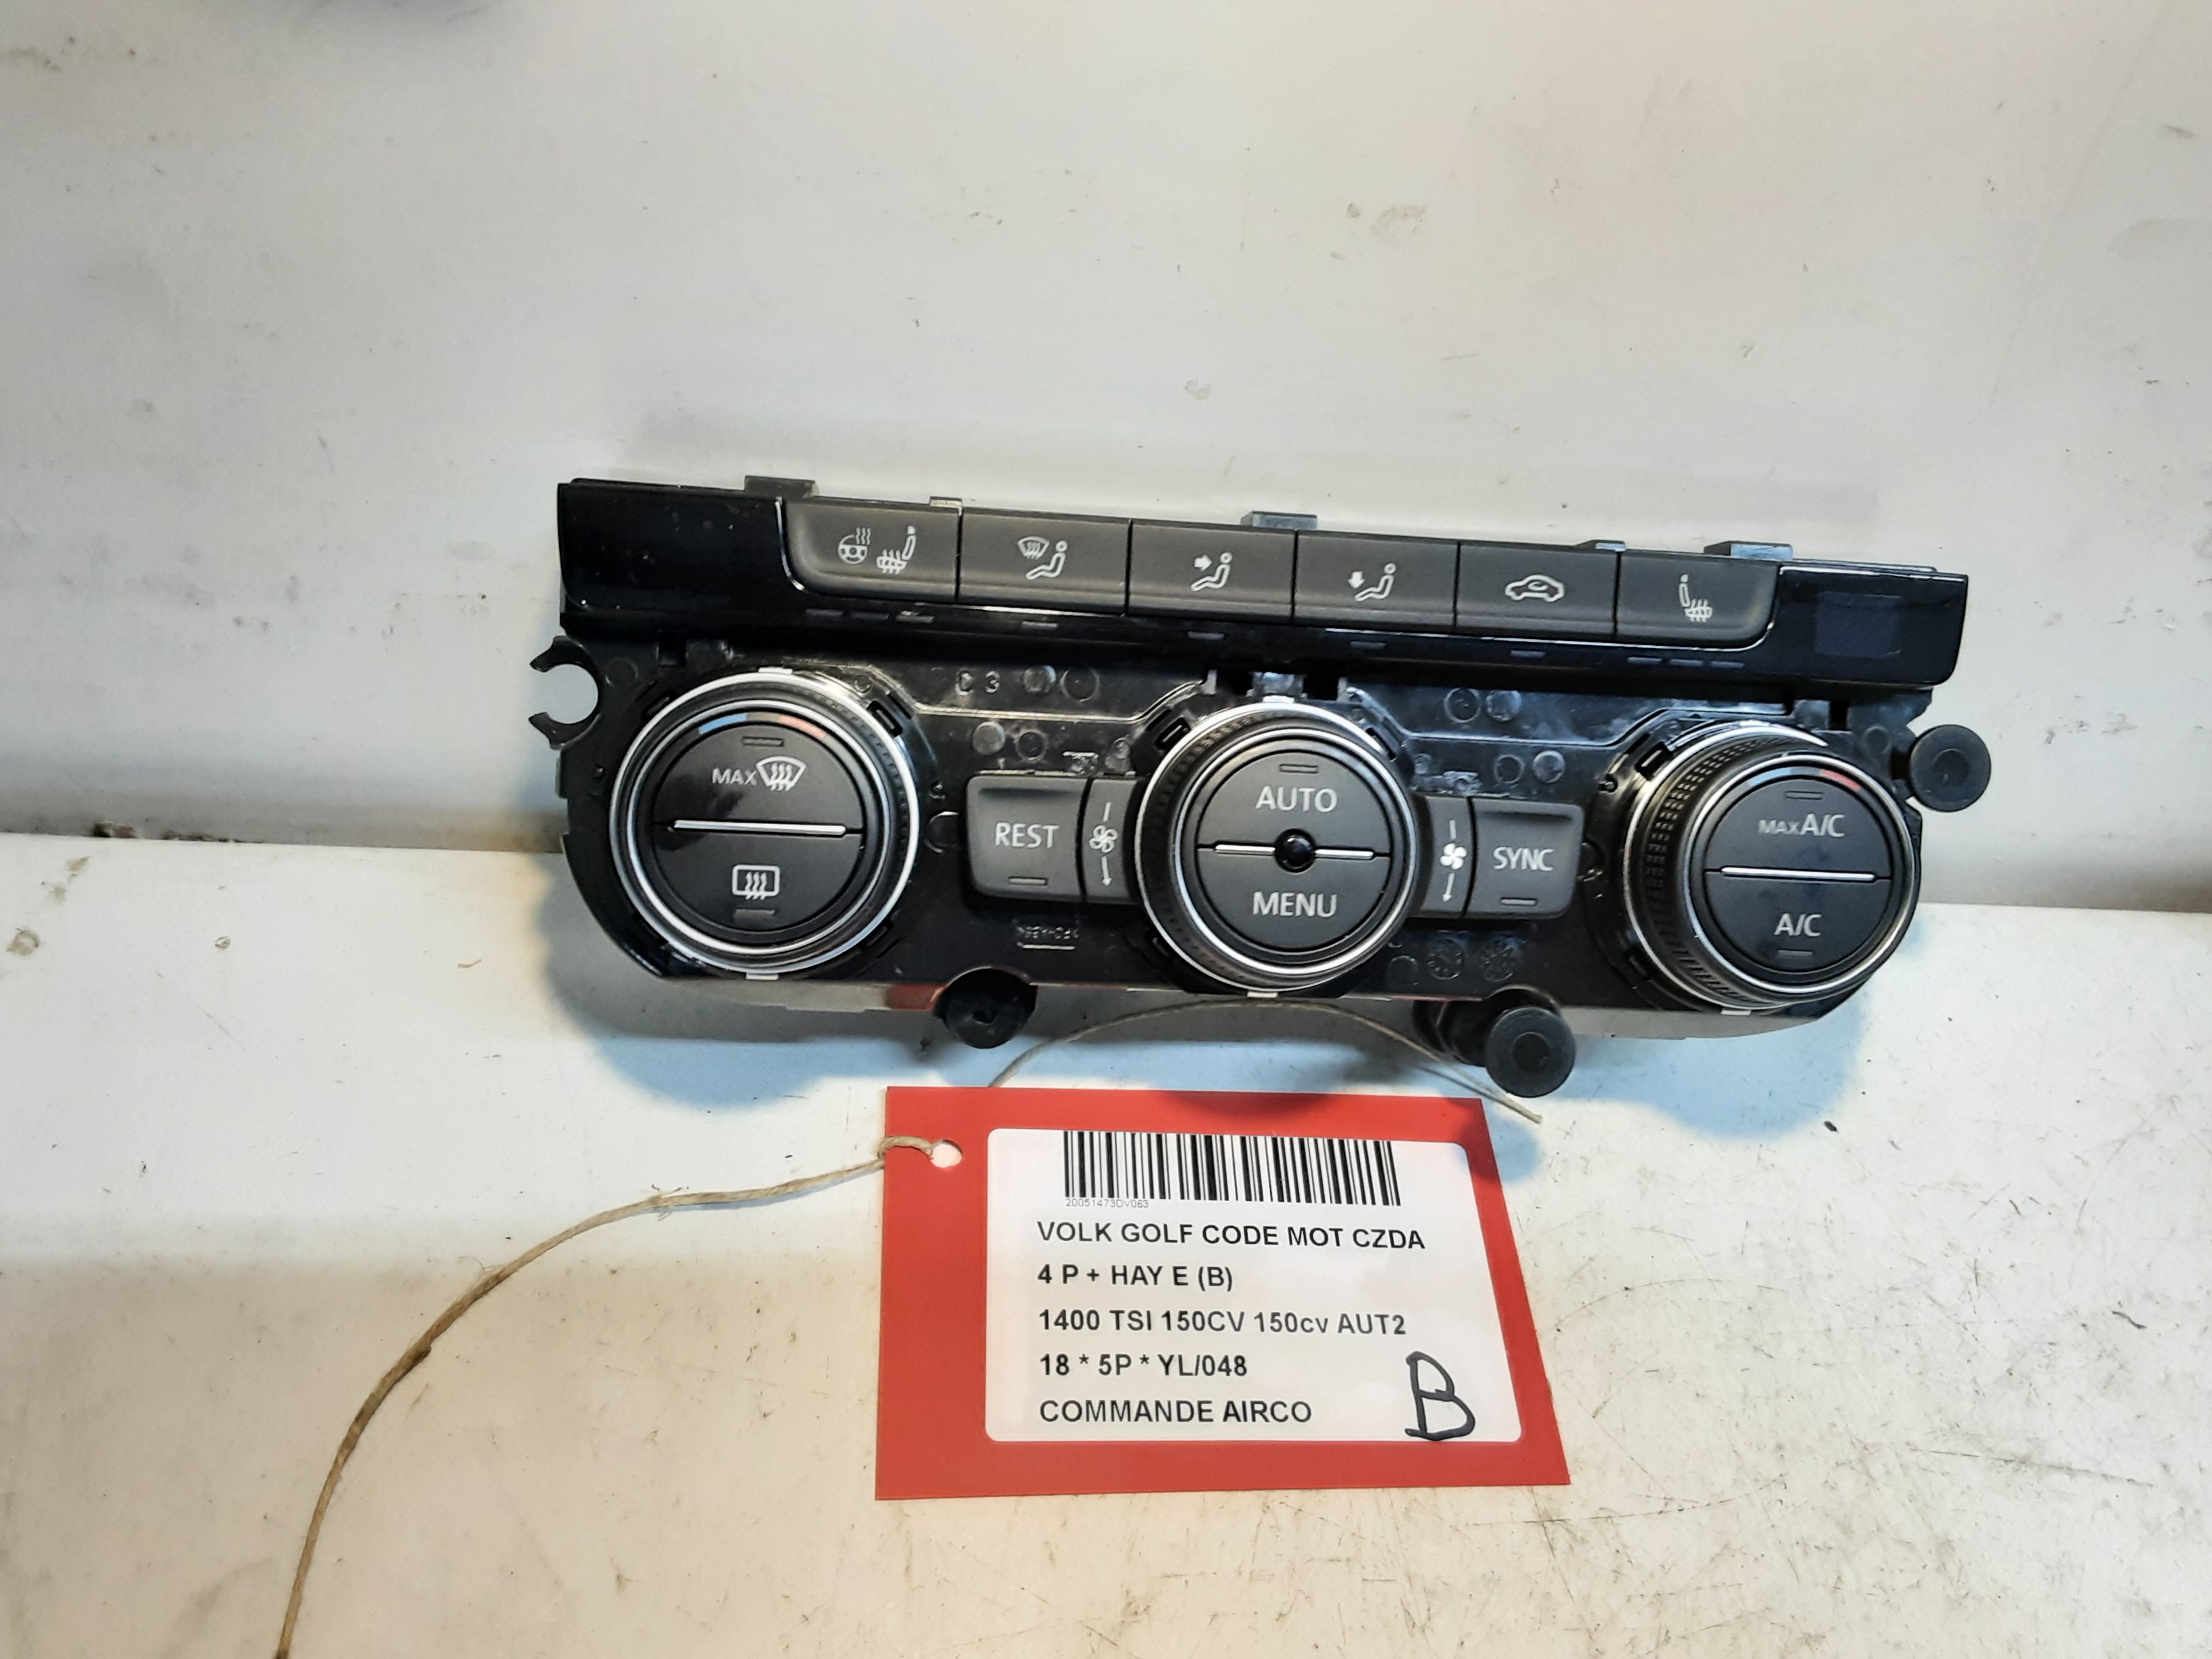 C 3
MAX
REST
AUTO
MENU
SYNC
MAX A/C
A/C
20051473DV063
VOLK GOLF CODE MOT CZDA
4 P + HAY E (B)
1400 TSI 150CV 150cv AUT2
18 * 5P * YL/048
COMMANDE AIRCO
B